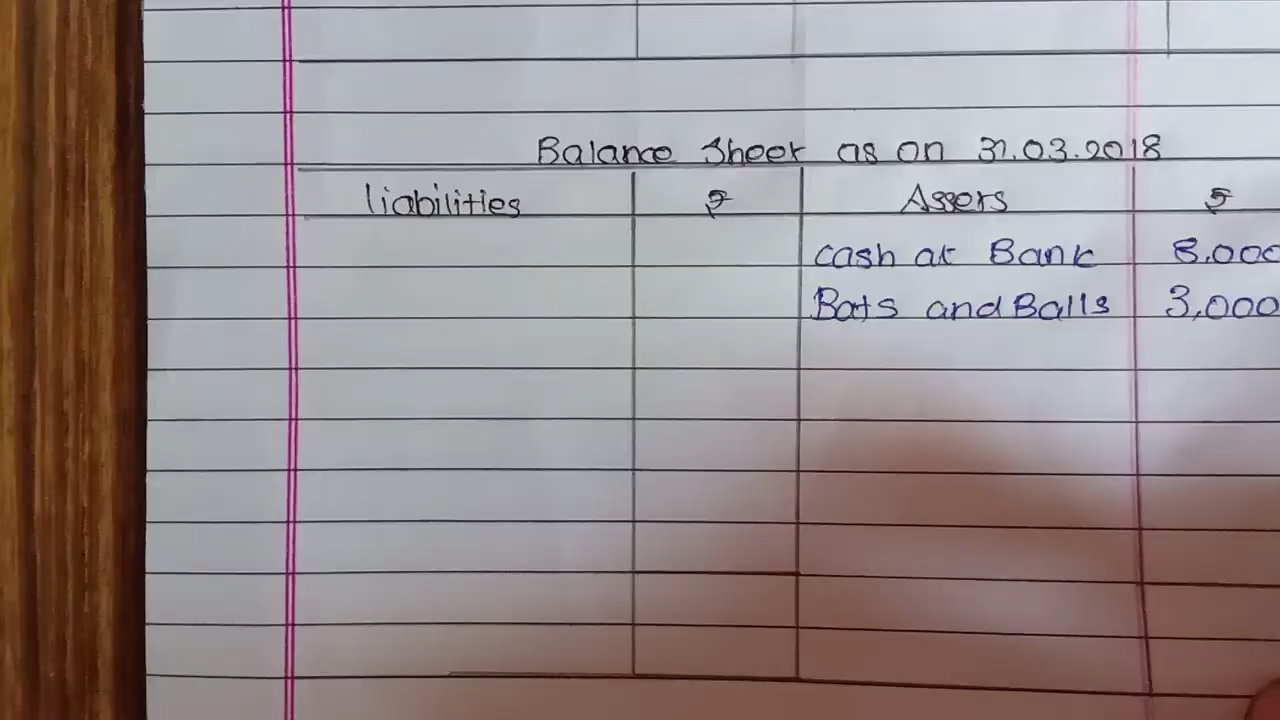 Balance Sheet as on 31.03.2018
liabilities ₹ Assets ₹
cash at Bank 8,000
Bats and Balls 3,000